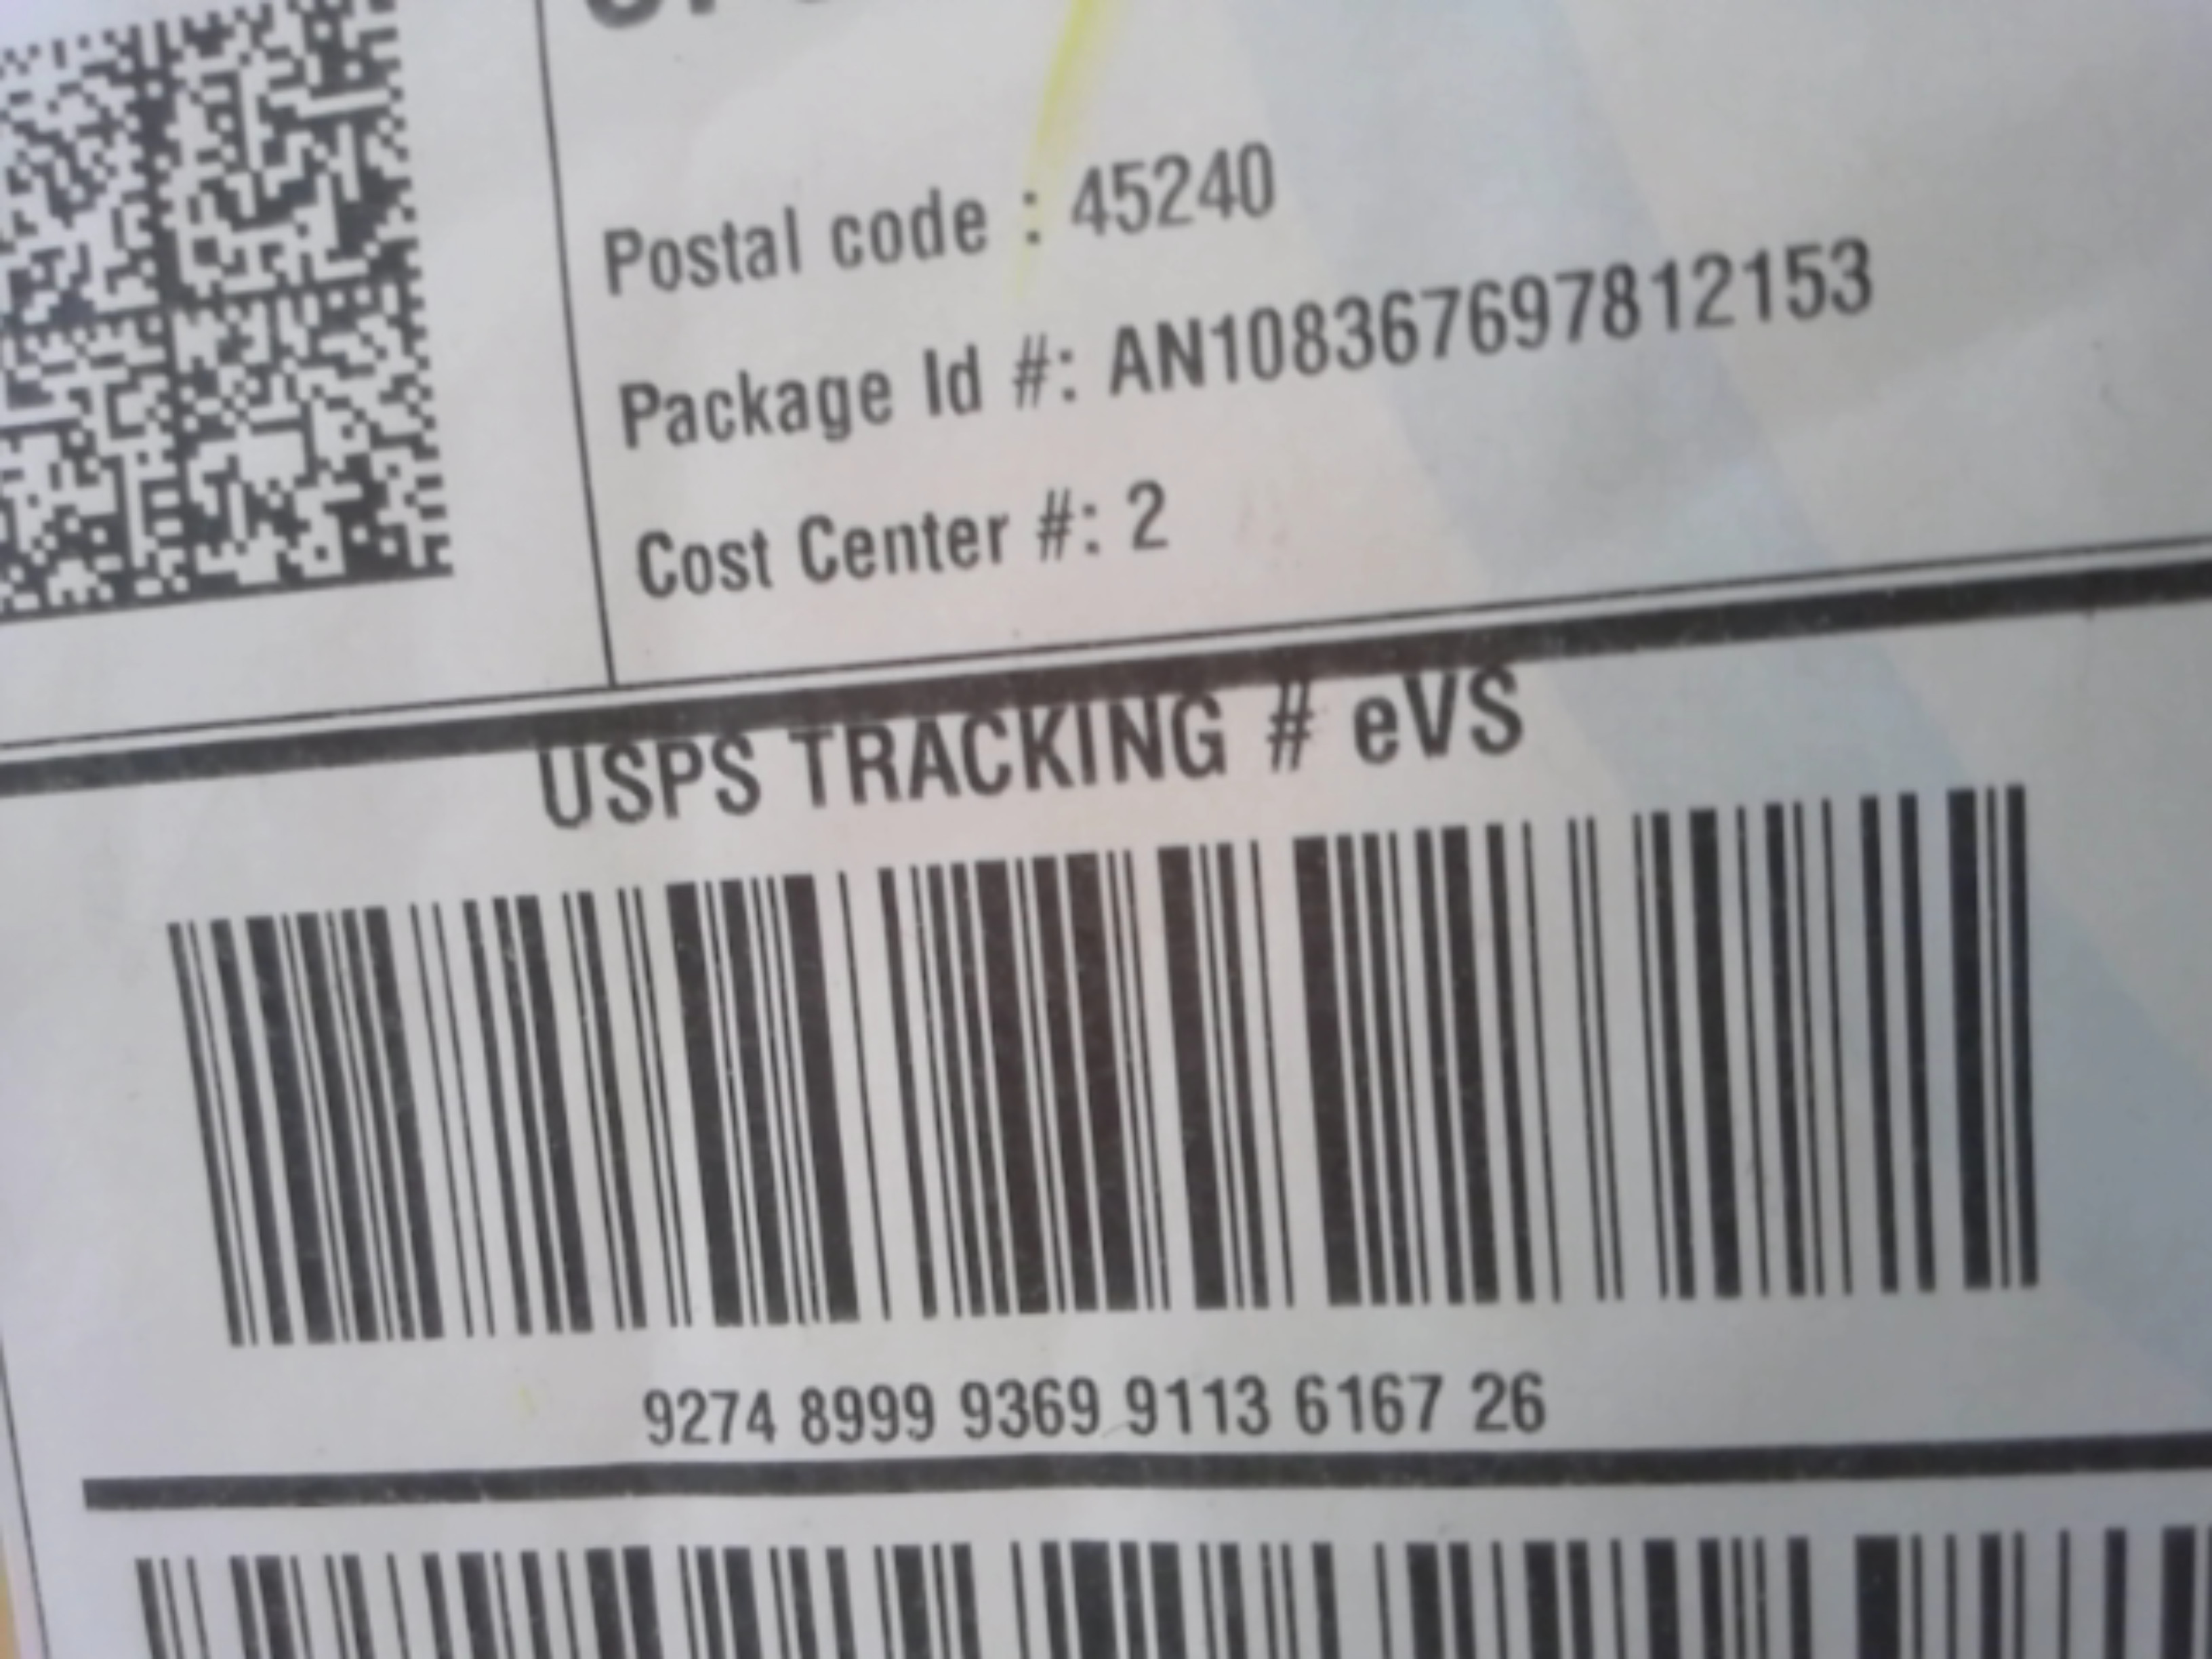 Postal code : 45240
Package Id #: AN108367697812153
Cost Center #: 2
USPS TRACKING # eVS
9274 8999 9369 9113 6167 26